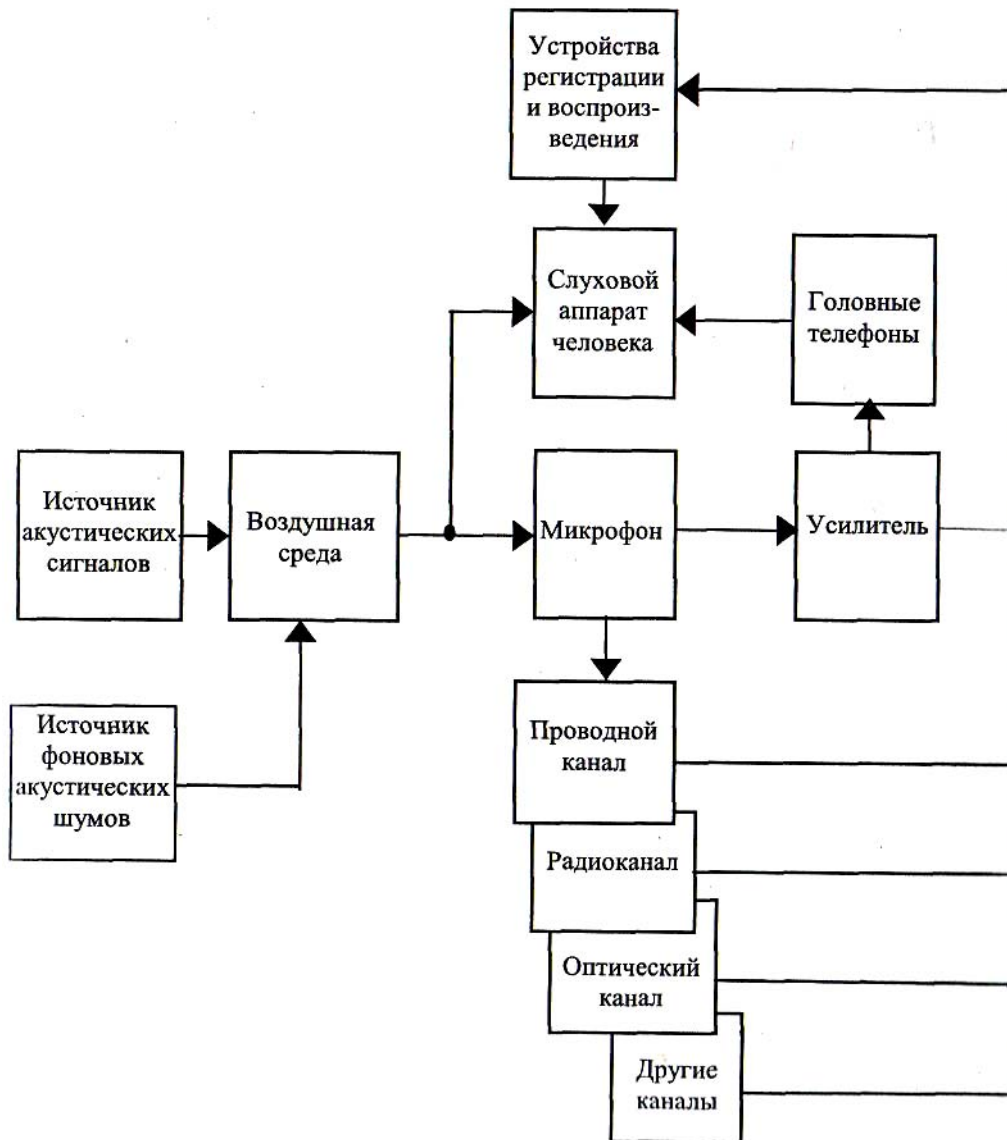 Устройства
регистрации
и воспроиз-
ведения
Слуховой
аппарат
человека
Головные
телефоны
Источник
акустических
сигналов
Воздушная
среда
Микрофон
Усилитель
Источник
фоновых
акустических
шумов
Проводной
канал
Радиоканал
Оптический
канал
Другие
каналы